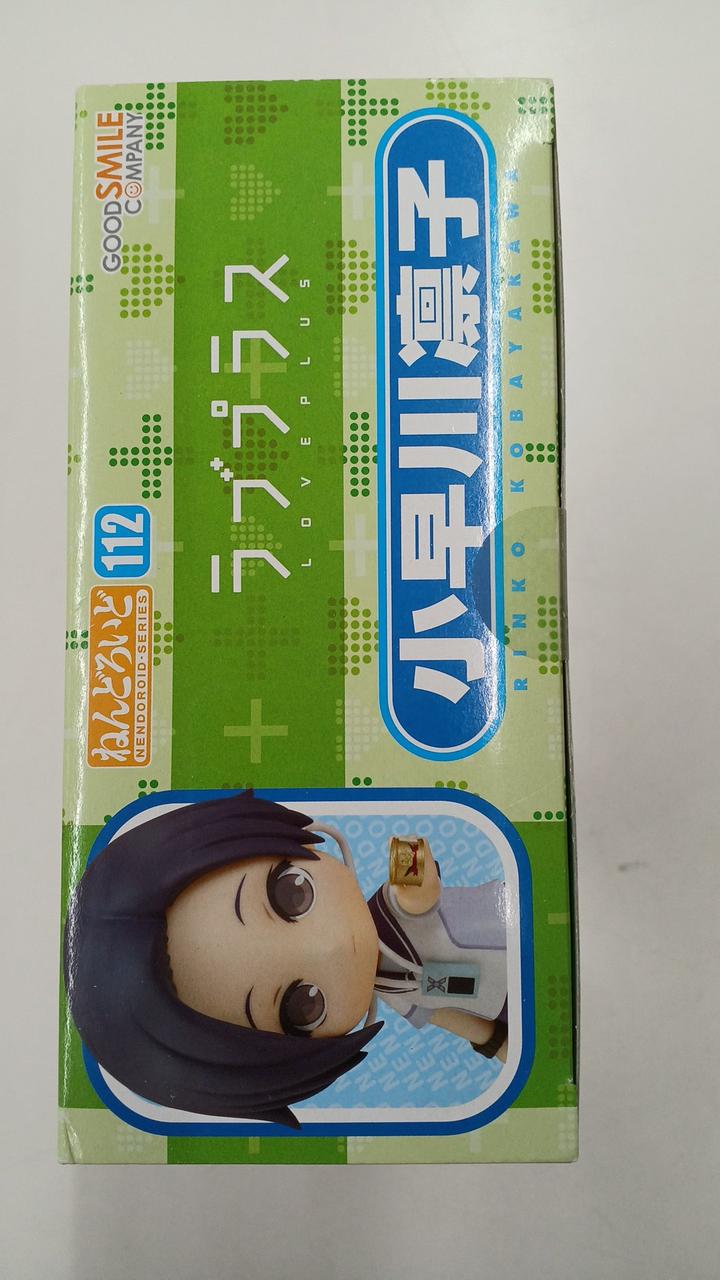 GOOD SMILE
COMPANY
ねんどろいど
NENDOROID・SERIES
112
ラブプラス
LOVEPLUS
小早川凛子
RINKO KOBAYAKAWA